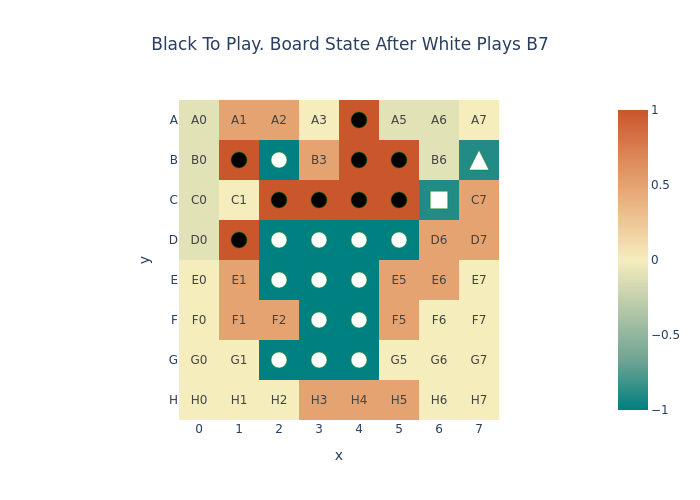 Black To Play. Board State After White Plays B7
A A0 A1 A2 A3 A5 A6 A7
B B0 B3 B6
C C0 C1 C7
D D0 D6 D7
E E0 E1 E5 E6 E7
F F0 F1 F2 F5 F6 F7
G G0 G1 G5 G6 G7
H H0 H1 H2 H3 H4 H5 H6 H7
0 1 2 3 4 5 6 7
x
y
1
0.5
0
−0.5
−1